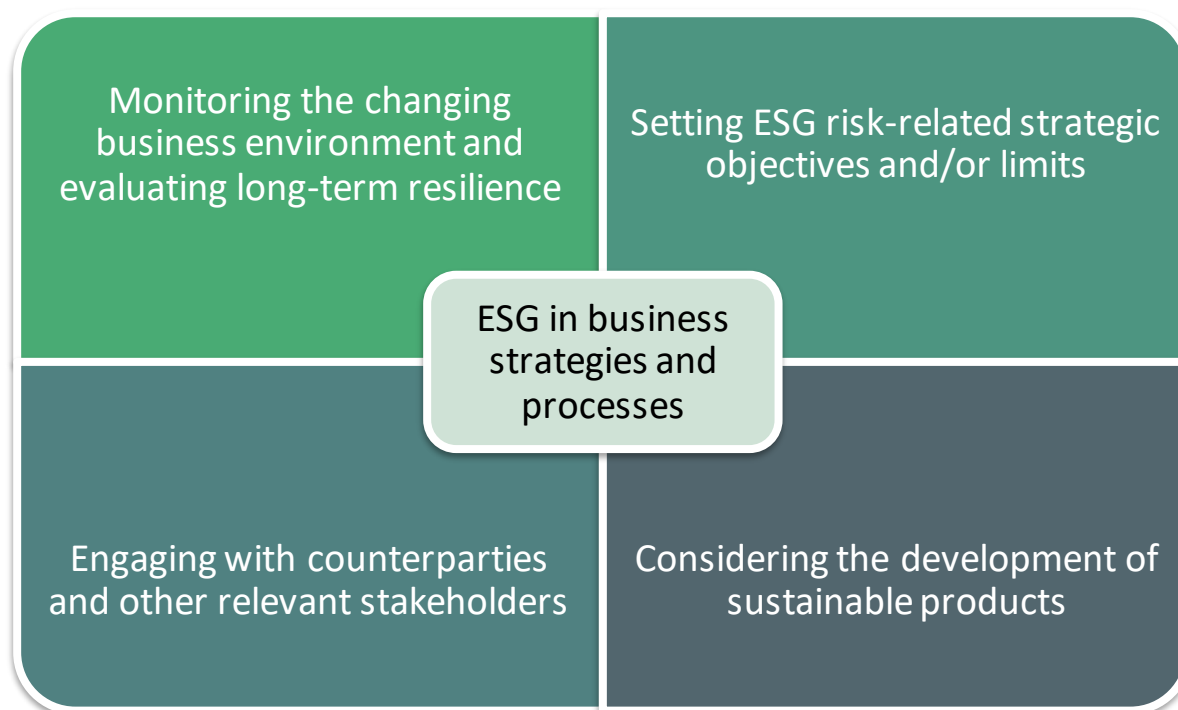 Monitoring the changing
business environment and
evaluating long-term resilience
Setting ESG risk-related strategic
objectives and/or limits
ESG in business
strategies and
processes
Engaging with counterparties
and other relevant stakeholders
Considering the development of
sustainable products